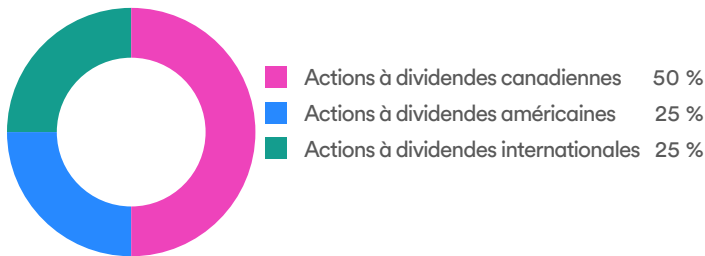 Actions à dividendes canadiennes 50 %
Actions à dividendes américaines 25 %
Actions à dividendes internationales 25 %